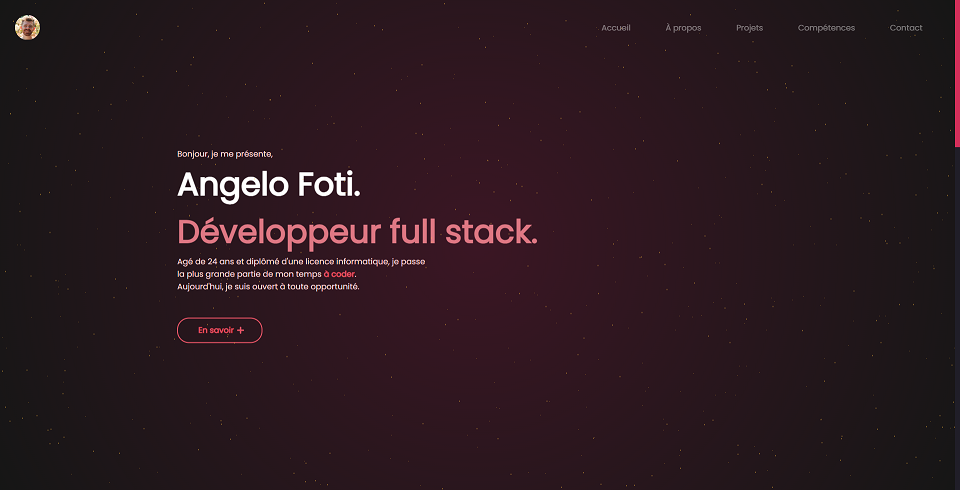 Accueil À propos Projets Compétences Contact
Bonjour, je me présente,
Angelo Foti.
Développeur full stack.
Agé de 24 ans et diplômé d'une licence informatique, je passe
la plus grande partie de mon temps à coder.
Aujourd'hui, je suis ouvert à toute opportunité.
En savoir +